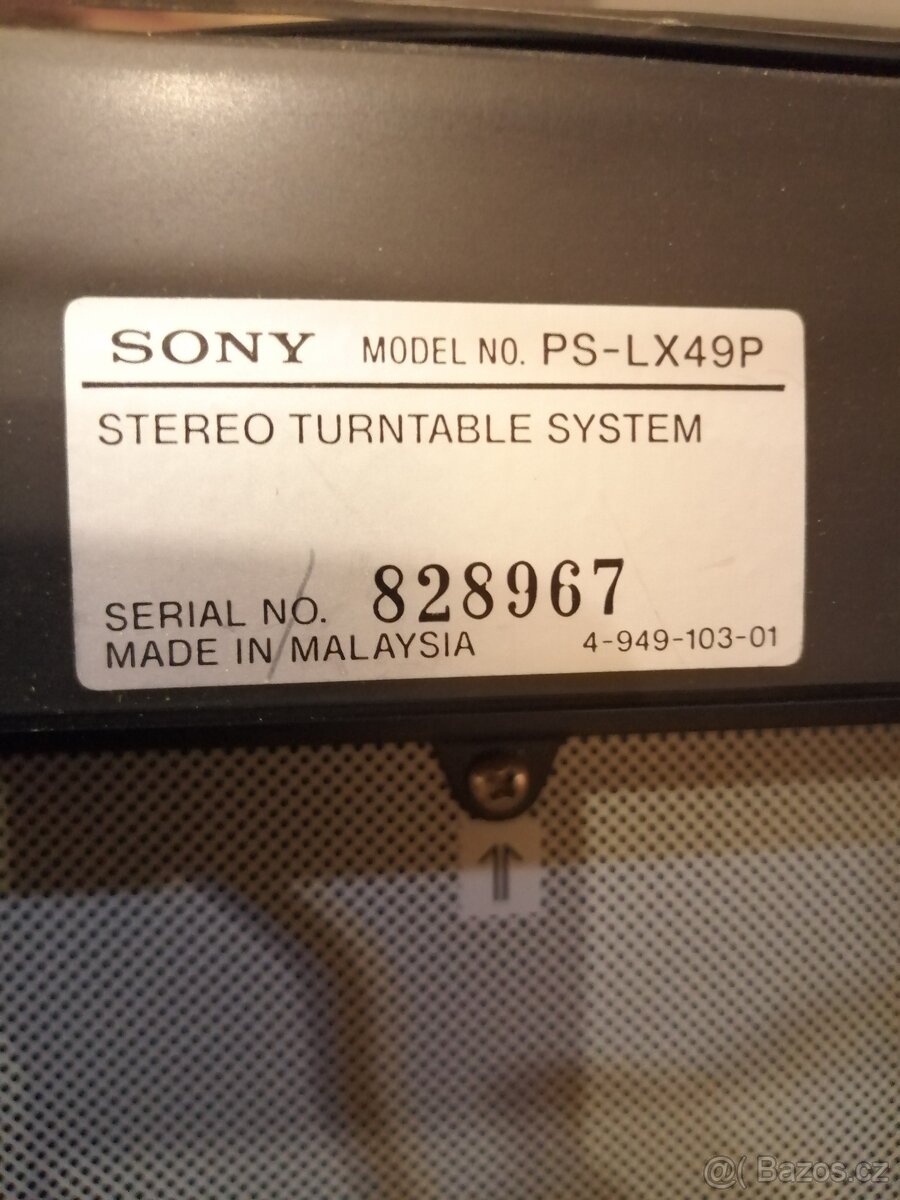 SONY MODEL NO. PS-LX49P
STEREO TURNTABLE SYSTEM
SERIAL NO. 828967
MADE IN MALAYSIA 4-949-103-01
@( Bazos.cz